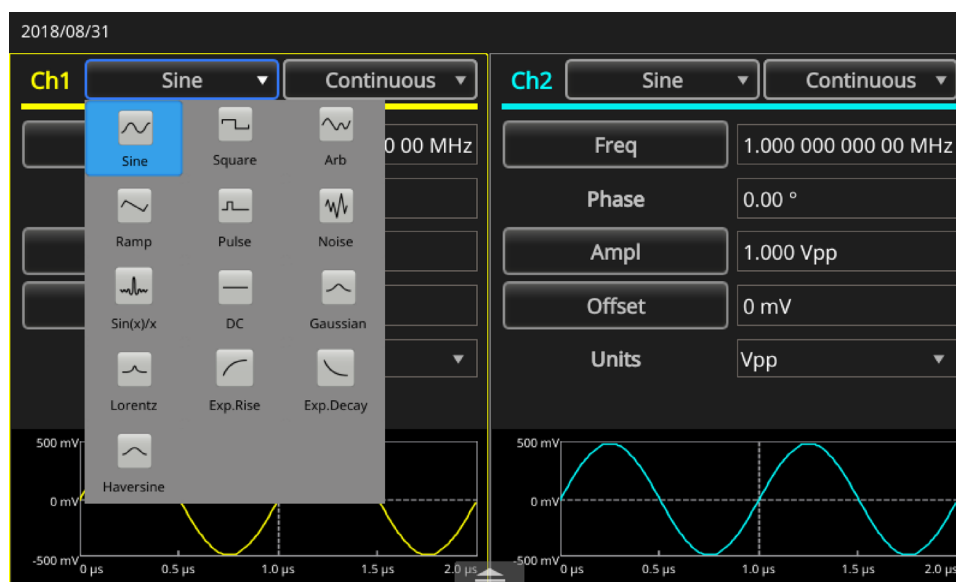 2018/08/31
Ch1 Sine Continuous
Sine Square Arb
Ramp Pulse Noise
Sin(x)/x DC Gaussian
Lorentz Exp.Rise Exp.Decay
Haversine
0 00 MHz
500 mV
0 mV
-500 mV
0 µs 0.5 µs 1.0 µs 1.5 µs 2.0 µs
Ch2 Sine Continuous
Freq 1.000 000 000 00 MHz
Phase 0.00 °
Ampl 1.000 Vpp
Offset 0 mV
Units Vpp
500 mV
0 mV
-500 mV
0 µs 0.5 µs 1.0 µs 1.5 µs 2.0 µs